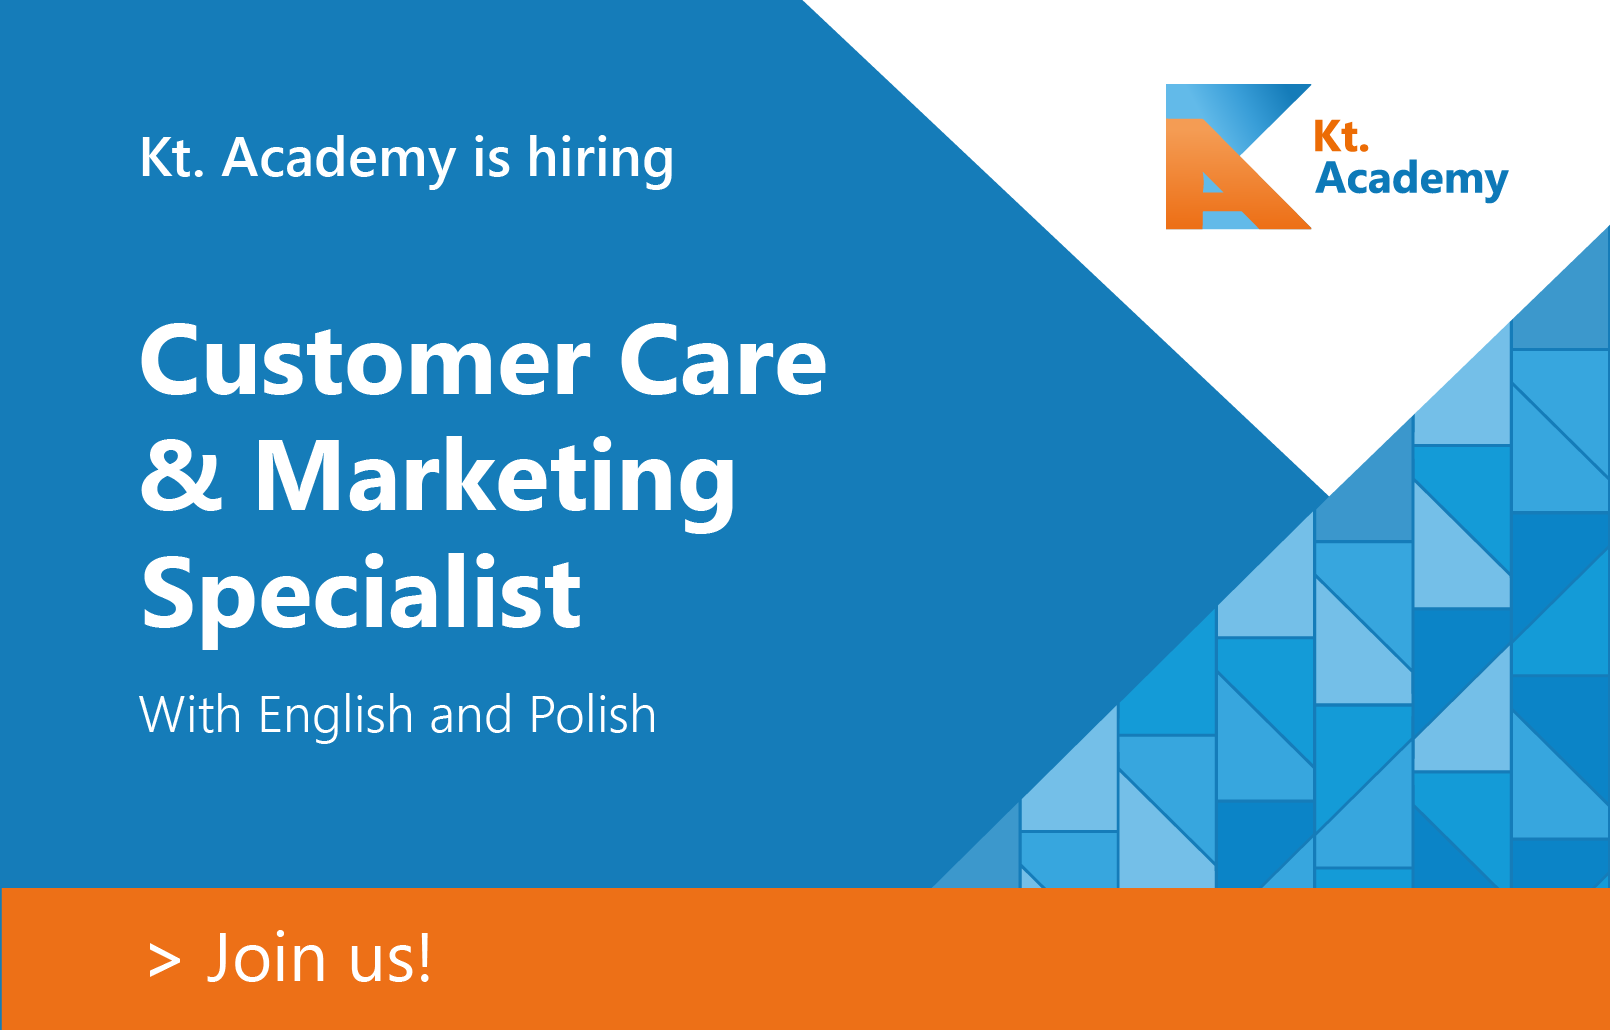 Kt. Academy is hiring
Kt.
Academy
Customer Care
& Marketing
Specialist
With English and Polish
> Join us!